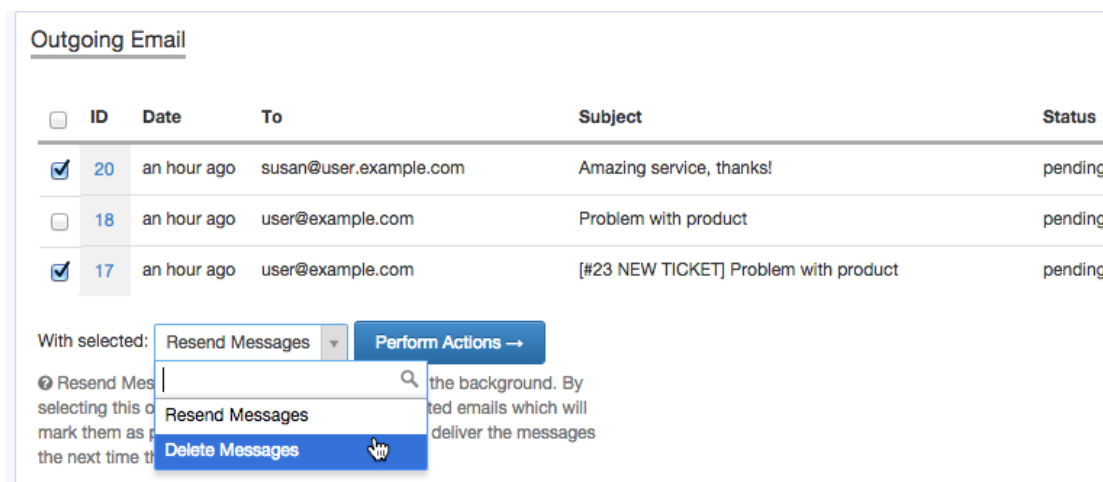 Outgoing Email
ID Date To Subject Status
20 an hour ago susan@user.example.com Amazing service, thanks! pending
18 an hour ago user@example.com Problem with product pending
17 an hour ago user@example.com [#23 NEW TICKET] Problem with product pending
With selected: Resend Messages Perform Actions →
Resend the background. By
selecting this ted emails which will
Resend Messages
mark them as deliver the messages
Delete Messages
the next time